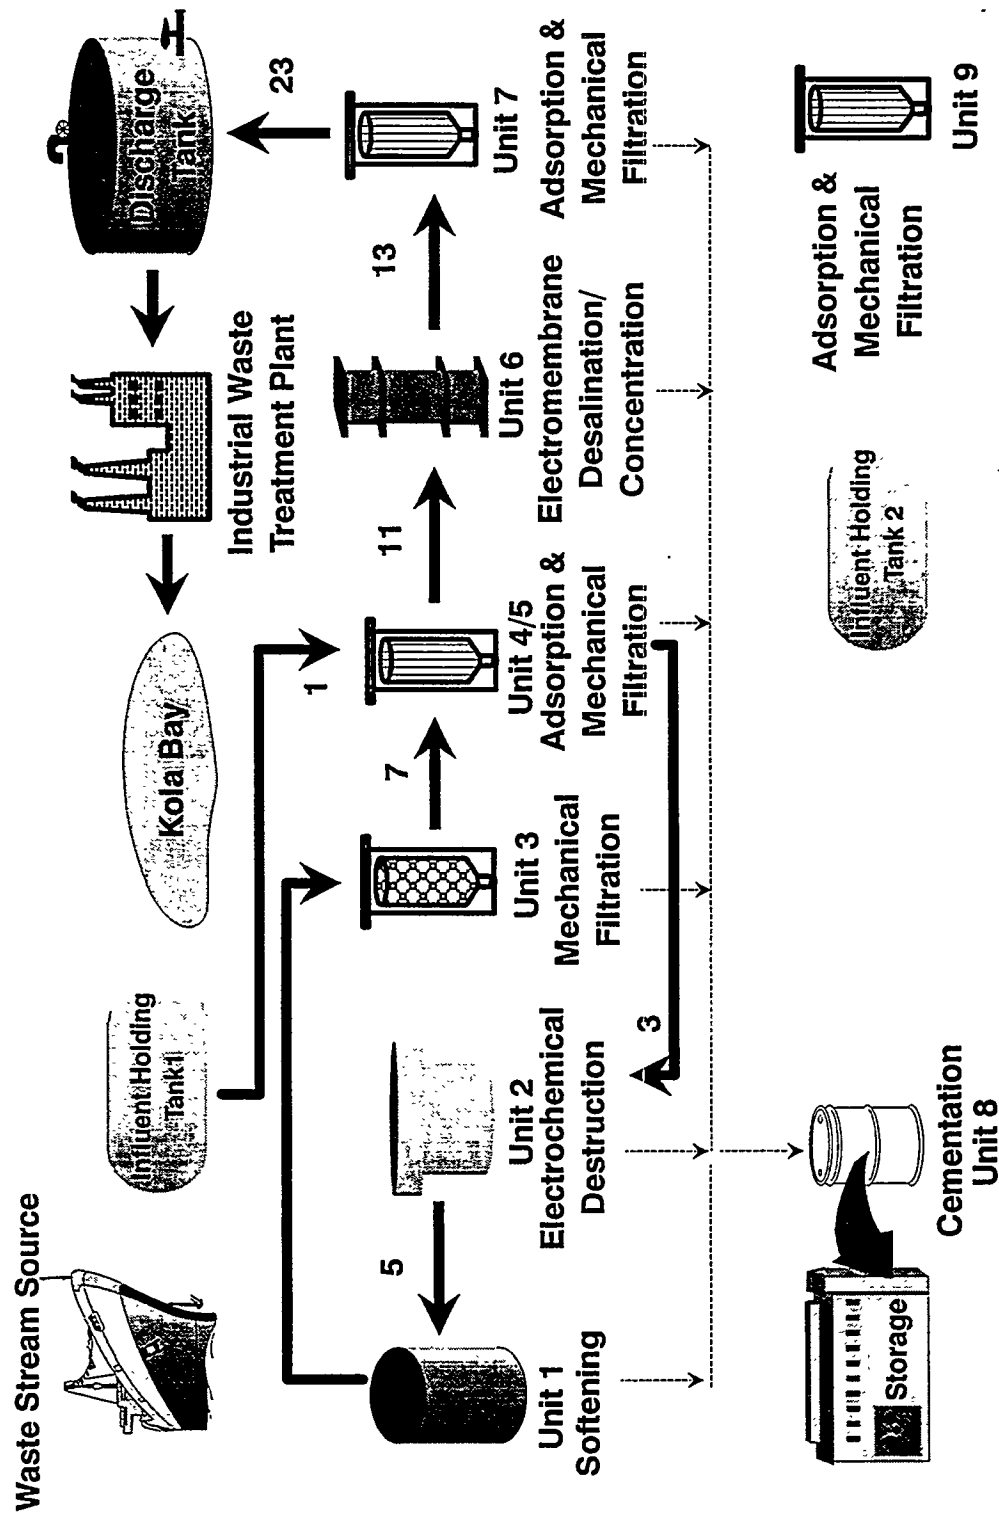 Waste Stream Source
Influent Holding
Tank1
Kola Bay
Industrial Waste
Treatment Plant
Discharge
Tank
1
23
5
7
11
13
Unit 1
Softening
Unit 2
Electrochemical
Destruction
Unit 3
Mechanical
Filtration
Unit 4/5
Adsorption &
Mechanical
Filtration
Unit 6
Electromembrane
Desalination/
Concentration
Unit 7
Adsorption &
Mechanical
Filtration
3
Storage
Cementation
Unit 8
Influent Holding
Tank 2
Adsorption &
Mechanical
Filtration
Unit 9